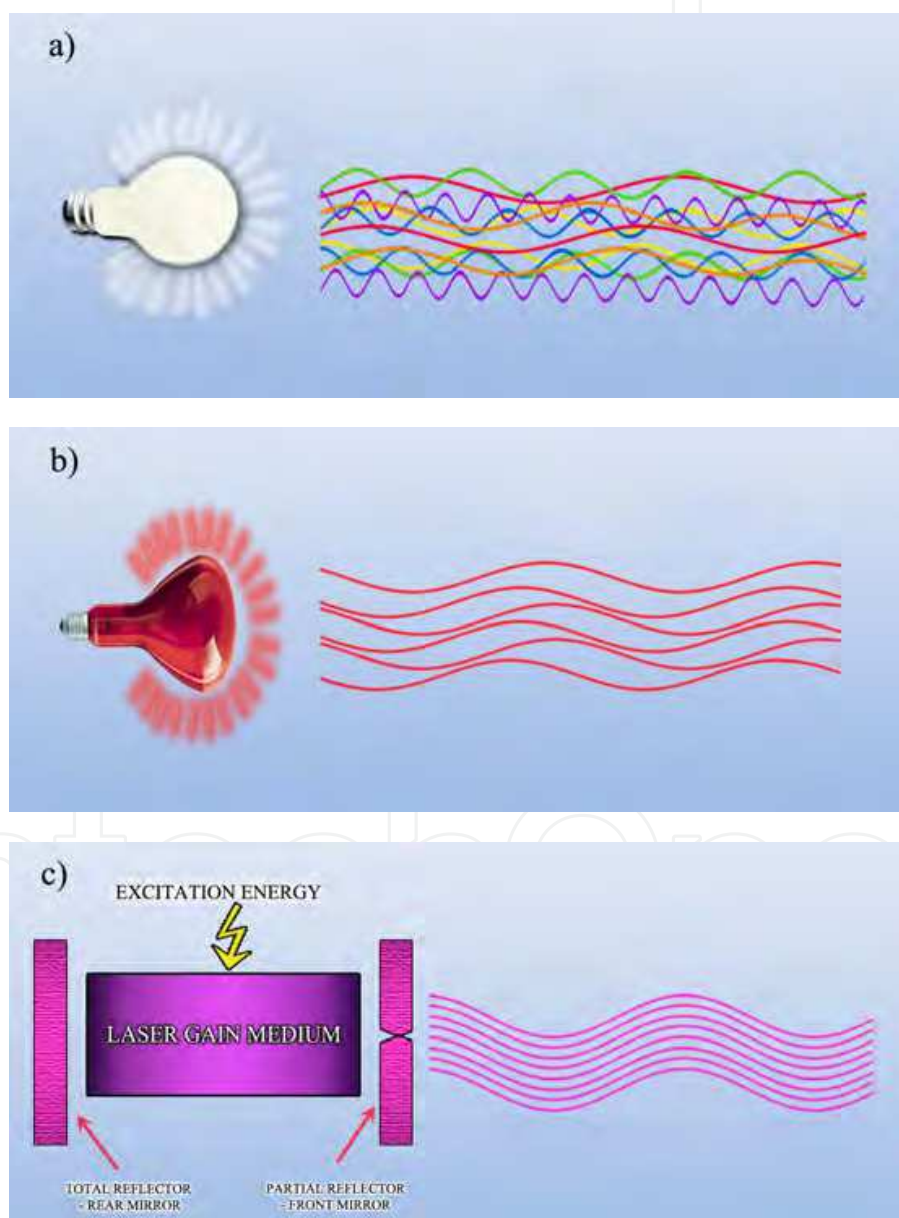 a)
b)
c)
EXCITATION ENERGY
LASER GAIN MEDIUM
TOTAL REFLECTOR
- REAR MIRROR
PARTIAL REFLECTOR
- FRONT MIRROR